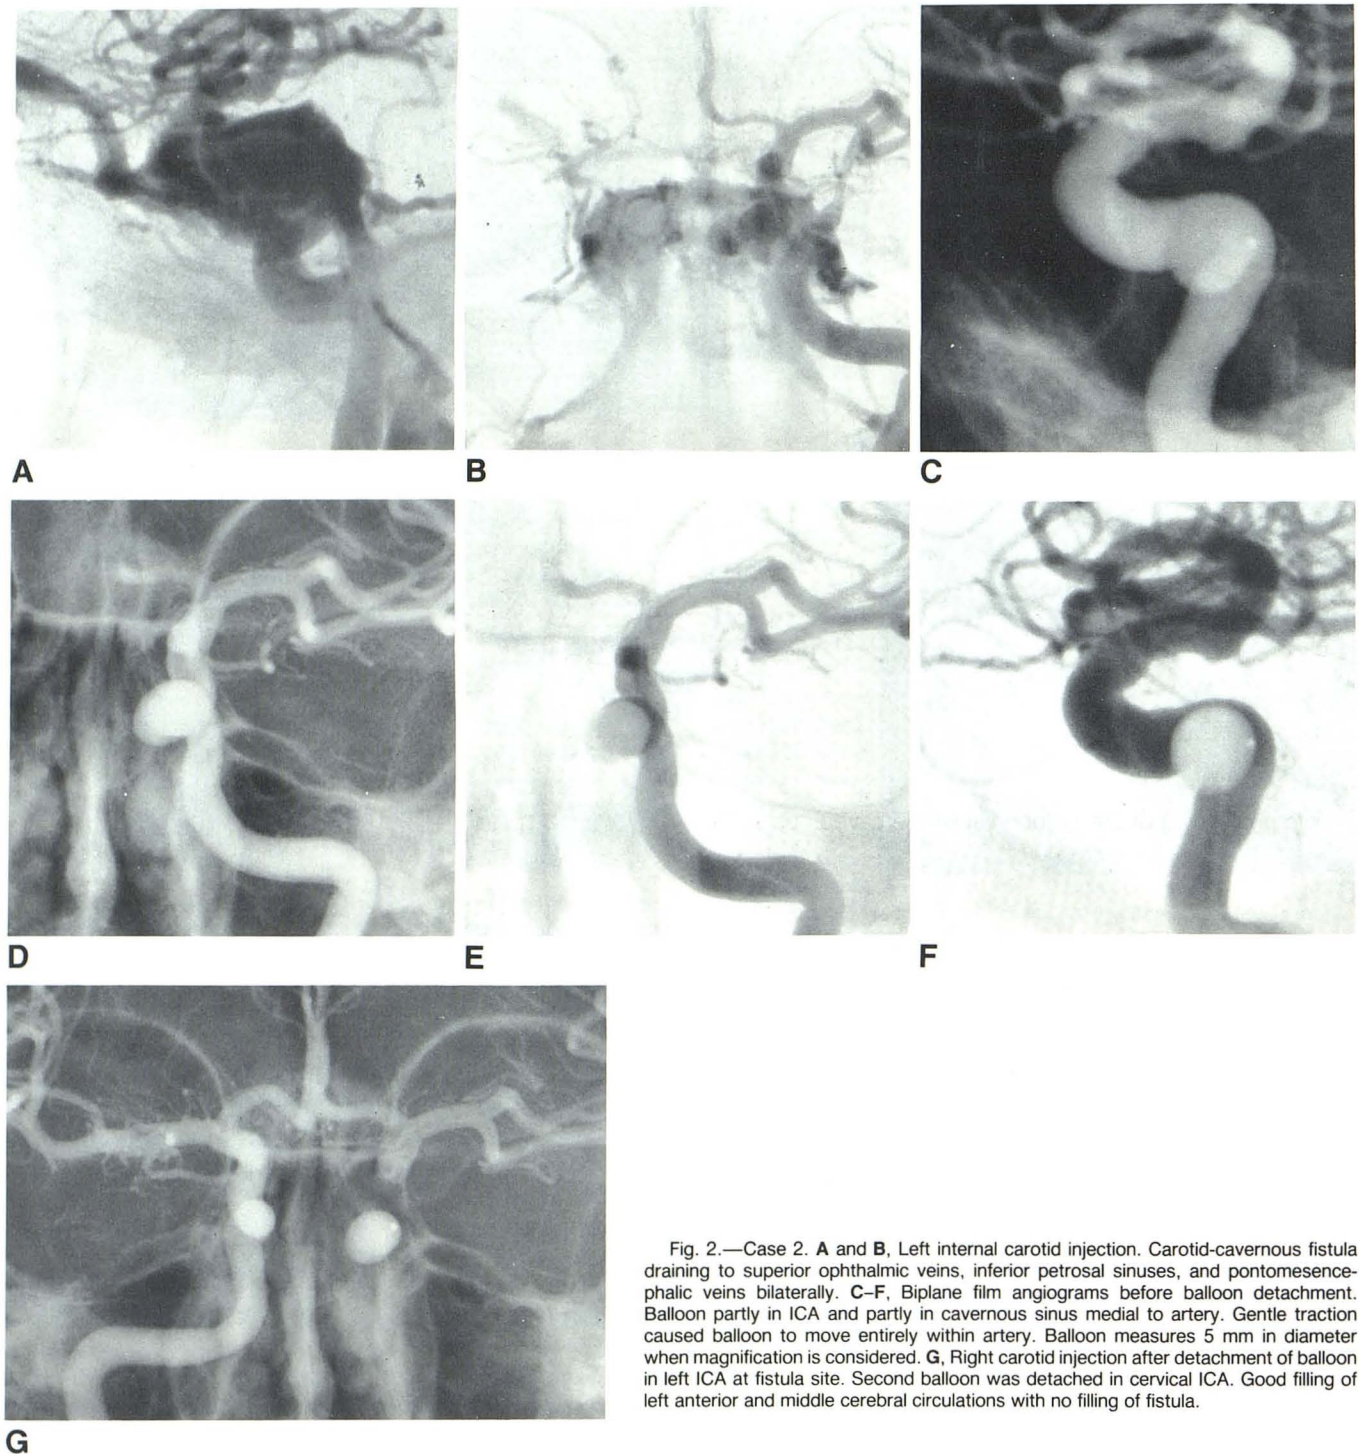 A
B
C
D
E
F
G
Fig. 2.—Case 2. A and B, Left internal carotid injection. Carotid-cavernous fistula
draining to superior ophthalmic veins, inferior petrosal sinuses, and pontomesence-
phalic veins bilaterally. C–F, Biplane film angiograms before balloon detachment.
Balloon partly in ICA and partly in cavernous sinus medial to artery. Gentle traction
caused balloon to move entirely within artery. Balloon measures 5 mm in diameter
when magnification is considered. G, Right carotid injection after detachment of balloon
in left ICA at fistula site. Second balloon was detached in cervical ICA. Good filling of
left anterior and middle cerebral circulations with no filling of fistula.